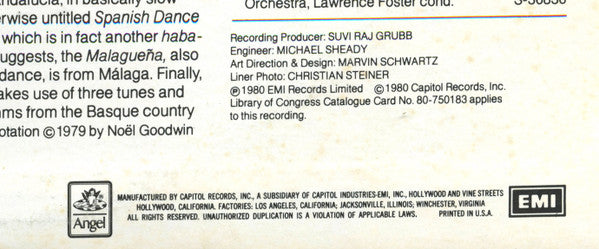 Andalucía, in basically slow
erwise untitled Spanish Dance
which is in fact another haba-
uggests, the Malagueña, also
dance, is from Málaga. Finally,
akes use of three tunes and
ms from the Basque country
otation ©1979 by Noël Goodwin
Orchestra, Lawrence Foster cond.
Recording Producer: SUVI RAJ GRUBB
Engineer: MICHAEL SHEADY
Art Direction & Design: MARVIN SCHWARTZ
Liner Photo: CHRISTIAN STEINER
℗1980 EMI Records Limited ©1980 Capitol Records, Inc.
Library of Congress Catalogue Card No. 80-750183 applies
to this recording.
Angel
MANUFACTURED BY CAPITOL RECORDS, INC., A SUBSIDIARY OF CAPITOL INDUSTRIES-EMI, INC., HOLLYWOOD AND VINE STREETS
HOLLYWOOD, CALIFORNIA. FACTORIES: LOS ANGELES, CALIFORNIA; JACKSONVILLE, ILLINOIS; WINCHESTER, VIRGINIA
ALL RIGHTS RESERVED. UNAUTHORIZED DUPLICATION IS A VIOLATION OF APPLICABLE LAWS. PRINTED IN U.S.A.
EMI